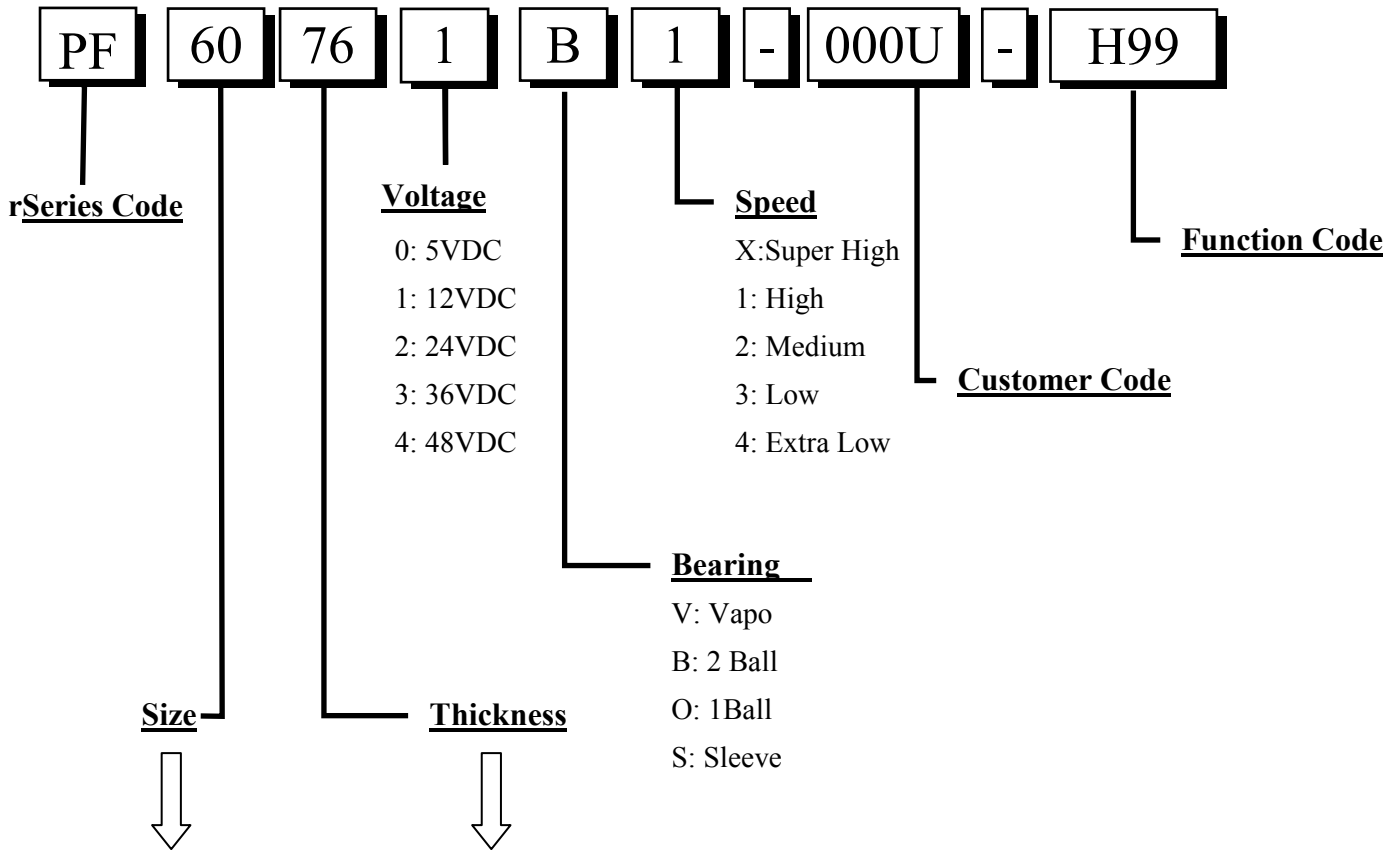 PF 60 76 1 B 1 - 000U - H99
rSeries Code
Voltage
0: 5VDC
1: 12VDC
2: 24VDC
3: 36VDC
4: 48VDC
Speed
X:Super High
1: High
2: Medium
3: Low
4: Extra Low
Function Code
Customer Code
Bearing
V: Vapo
B: 2 Ball
O: 1Ball
S: Sleeve
Size
Thickness